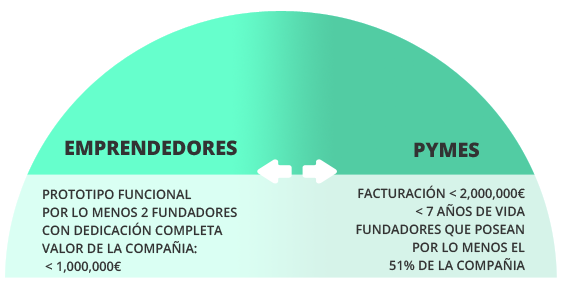 EMPRENDEDORES
PROTOTIPO FUNCIONAL
POR LO MENOS 2 FUNDADORES
CON DEDICACIÓN COMPLETA
VALOR DE LA COMPAÑIA:
< 1,000,000€
PYMES
FACTURACIÓN < 2,000,000€
< 7 AÑOS DE VIDA
FUNDADORES QUE POSEAN
POR LO MENOS EL
51% DE LA COMPAÑIA